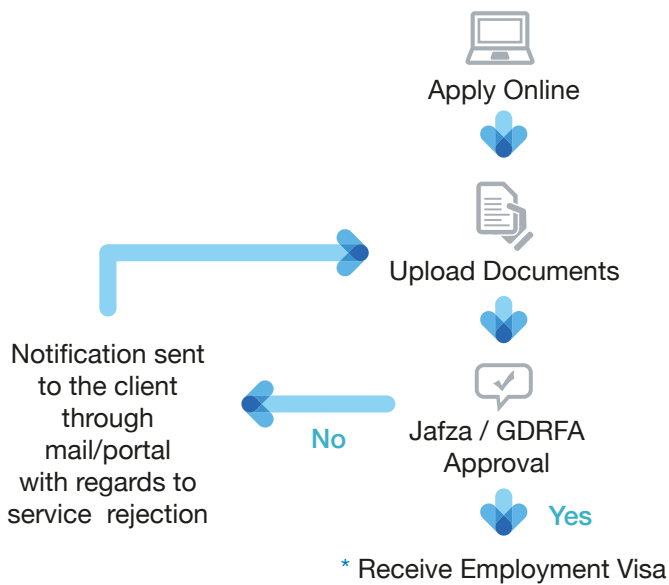 Apply Online
Upload Documents
Notification sent
to the client
through
mail/portal
with regards to
service rejection
No
Jafza / GDRFA
Approval
Yes
* Receive Employment Visa